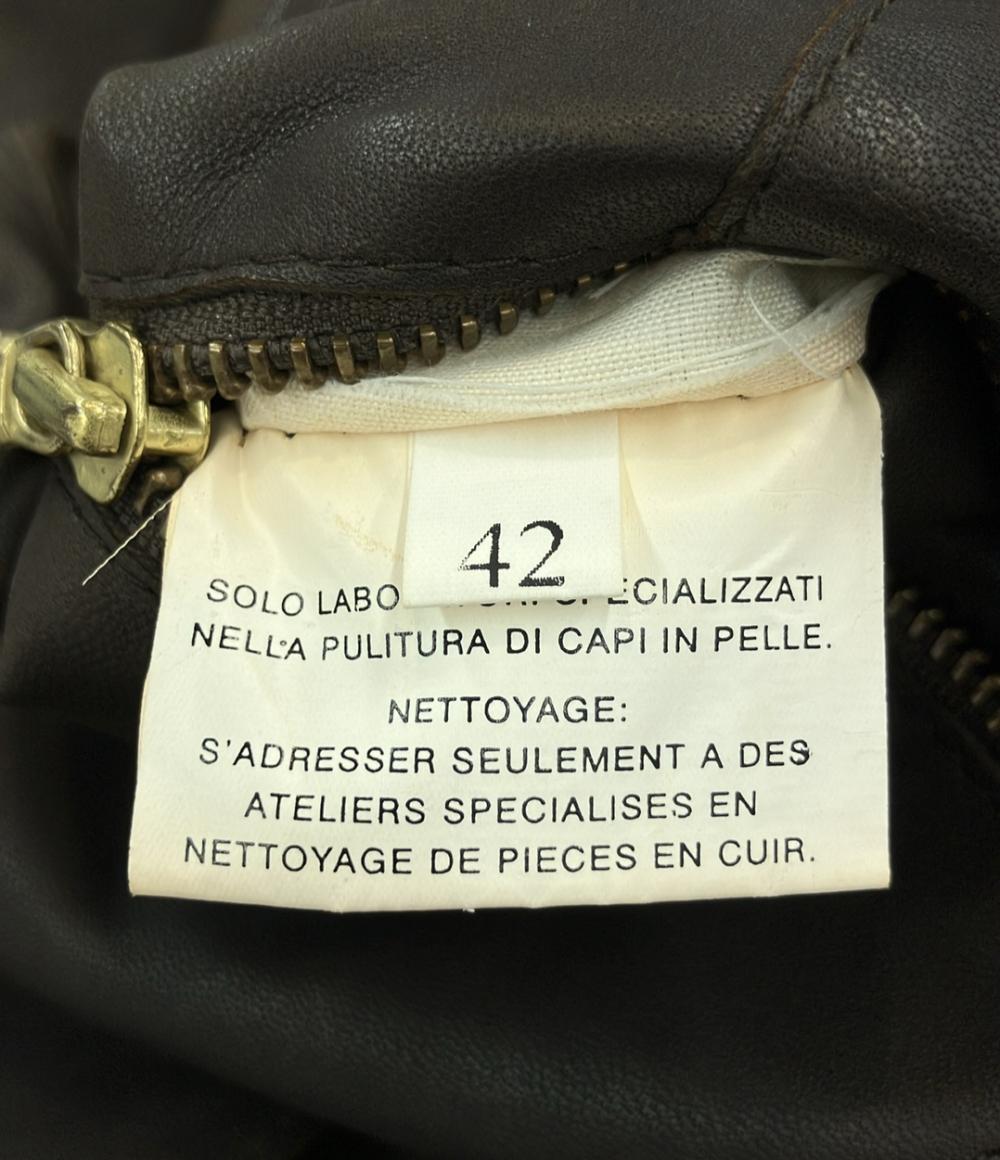 42
SOLO ECIALIZZATI
NELLA PULITURA DI CAPI IN PELLE.
NETTOYAGE:
S'ADRESSER SEULEMENT A DES
ATELIERS SPECIALISES EN
NETTOYAGE DE PIECES EN CUIR.